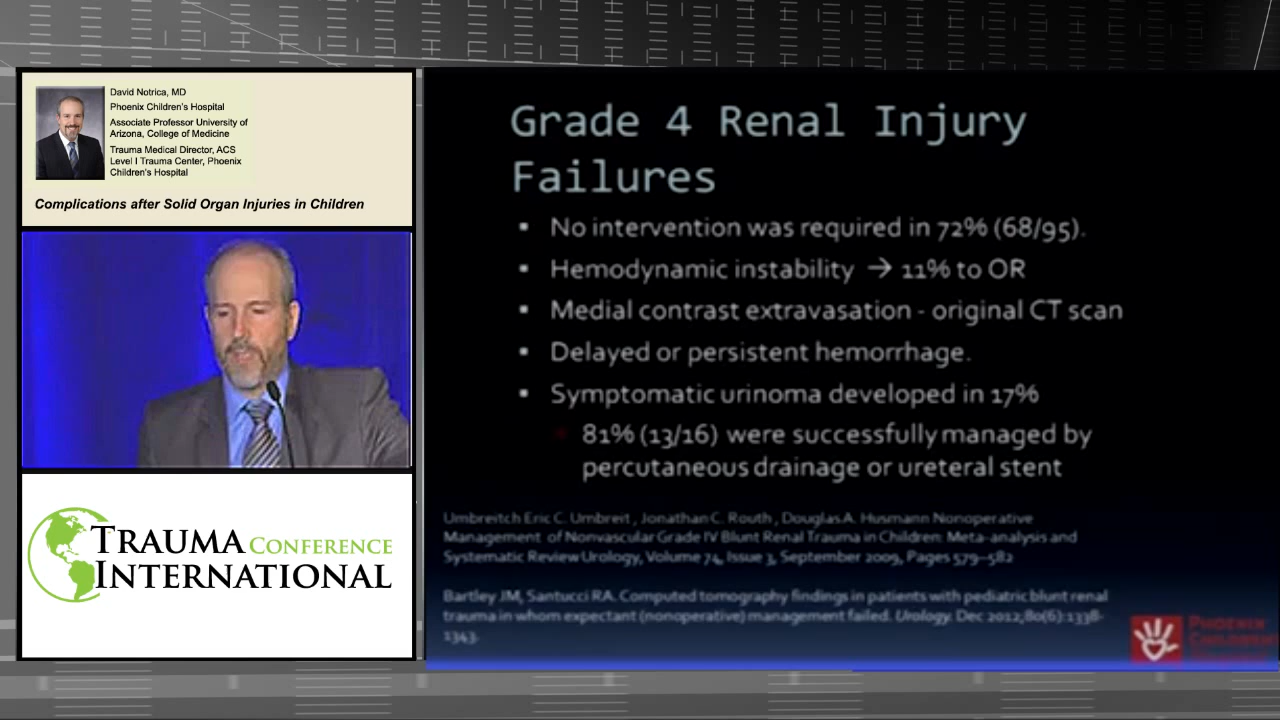 David Notrica, MD
Phoenix Children's Hospital
Associate Professor University of
Arizona, College of Medicine
Trauma Medical Director, ACS
Level I Trauma Center, Phoenix
Children's Hospital
Complications after Solid Organ Injuries in Children
TRAUMA CONFERENCE
INTERNATIONAL
Grade 4 Renal Injury
Failures
▪ No intervention was required in 72% (68/95).
▪ Hemodynamic instability → 11% to OR
▪ Medial contrast extravasation - original CT scan
▪ Delayed or persistent hemorrhage.
▪ Symptomatic urinoma developed in 17%
▪ 81% (13/16) were successfully managed by
percutaneous drainage or ureteral stent
Umbreitch Eric C. Umbreit , Jonathan C. Routh , Douglas A. Husmann Nonoperative
Management of Nonvascular Grade IV Blunt Renal Trauma in Children: Meta-analysis and
Systematic Review Urology, Volume 74, Issue 3, September 2009, Pages 579–582
Bartley JM, Santucci RA. Computed tomography findings in patients with pediatric blunt renal
trauma in whom expectant (nonoperative) management failed. Urology. Dec 2012;80(6):1338-
1343.
PHOENIX